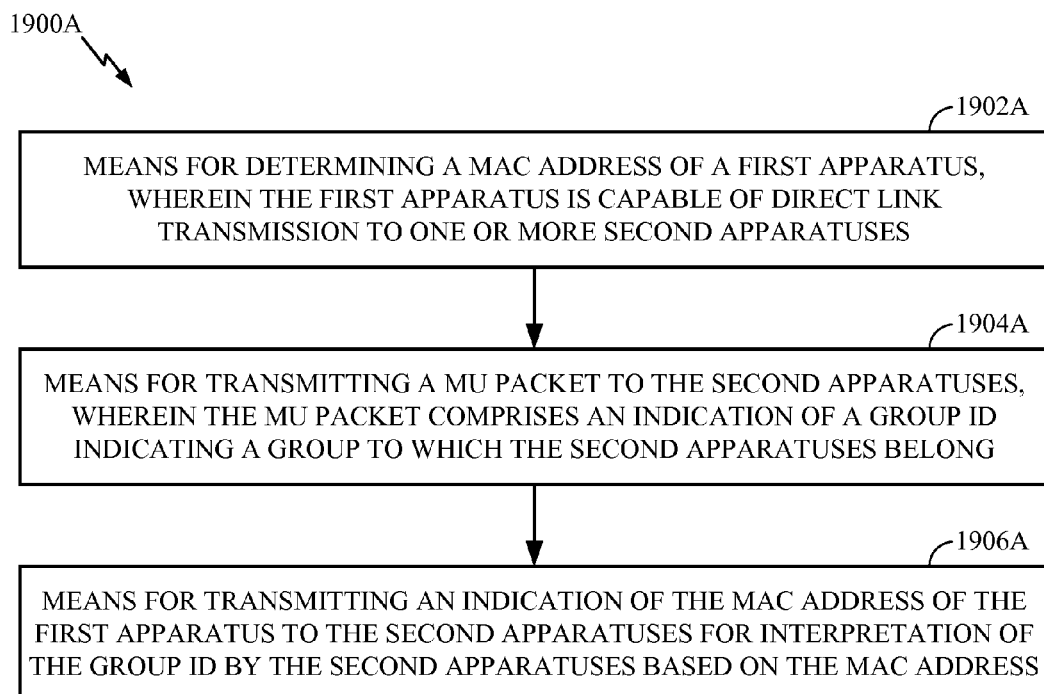 1900A
1902A
MEANS FOR DETERMINING A MAC ADDRESS OF A FIRST APPARATUS,
WHEREIN THE FIRST APPARATUS IS CAPABLE OF DIRECT LINK
TRANSMISSION TO ONE OR MORE SECOND APPARATUSES
1904A
MEANS FOR TRANSMITTING A MU PACKET TO THE SECOND APPARATUSES,
WHEREIN THE MU PACKET COMPRISES AN INDICATION OF A GROUP ID
INDICATING A GROUP TO WHICH THE SECOND APPARATUSES BELONG
1906A
MEANS FOR TRANSMITTING AN INDICATION OF THE MAC ADDRESS OF THE
FIRST APPARATUS TO THE SECOND APPARATUSES FOR INTERPRETATION OF
THE GROUP ID BY THE SECOND APPARATUSES BASED ON THE MAC ADDRESS